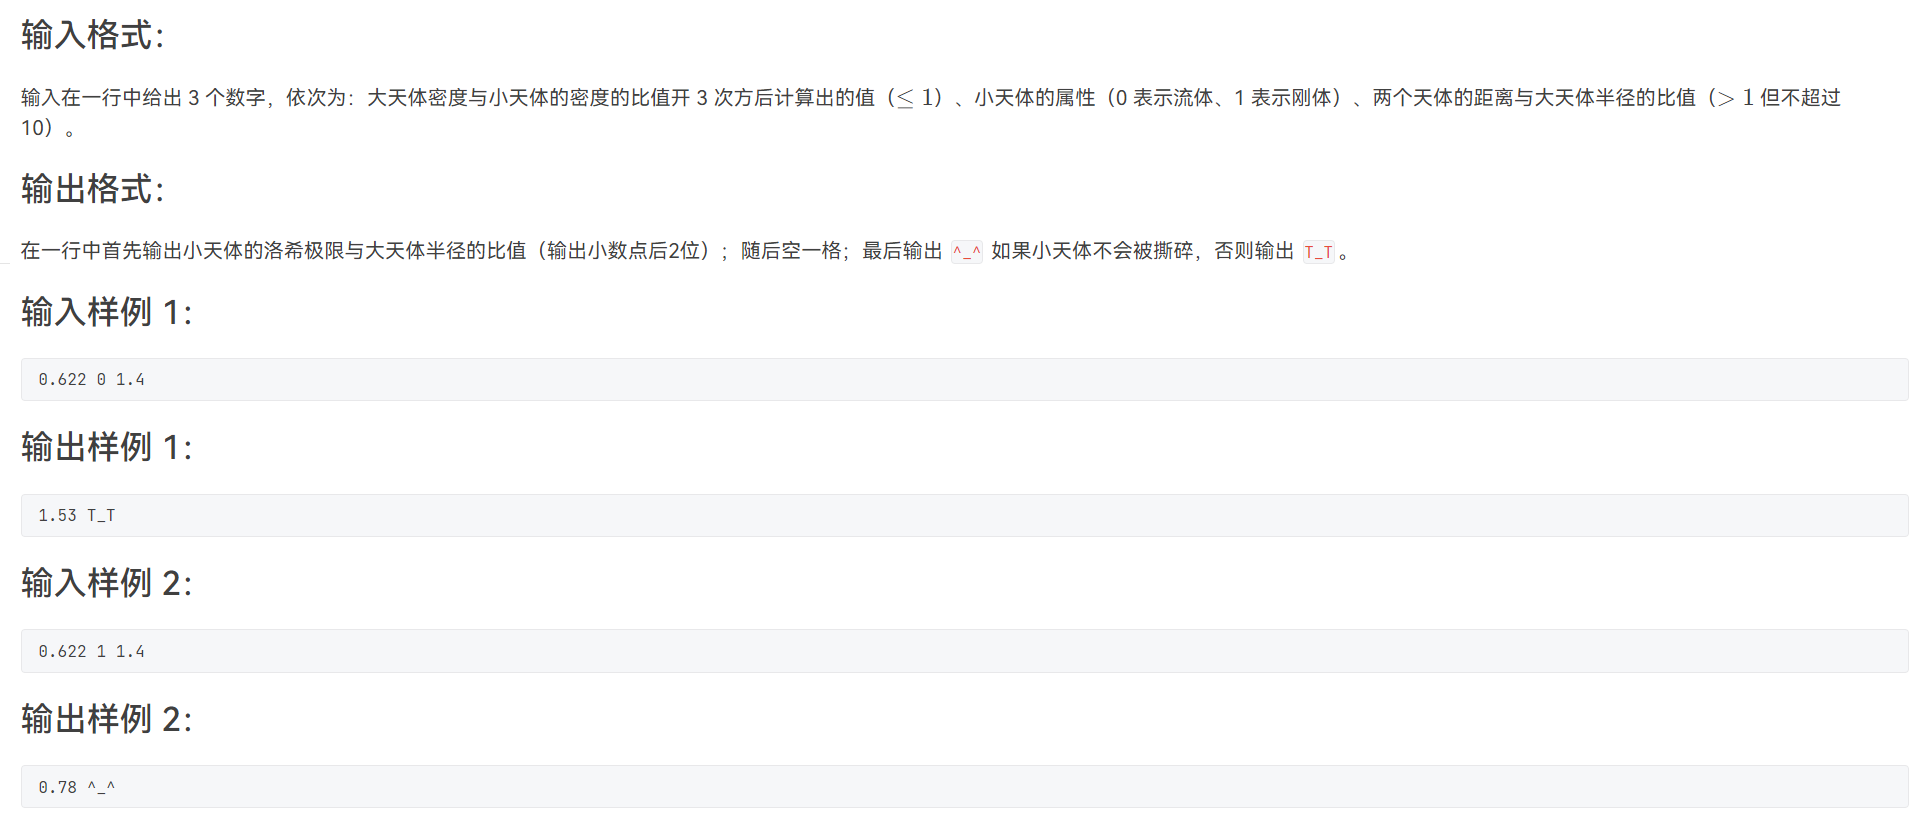 输入格式：
输入在一行中给出 3 个数字，依次为：大天体密度与小天体的密度的比值开 3 次方后计算出的值（≤ 1）、小天体的属性（0 表示流体、1 表示刚体）、两个天体的距离与大天体半径的比值（> 1 但不超过
10）。
输出格式：
在一行中首先输出小天体的洛希极限与大天体半径的比值（输出小数点后2位）；随后空一格；最后输出 ^_^ 如果小天体不会被撕碎，否则输出 T_T。
输入样例 1：
0.622 0 1.4
输出样例 1：
1.53 T_T
输入样例 2：
0.622 1 1.4
输出样例 2：
0.78 ^_^